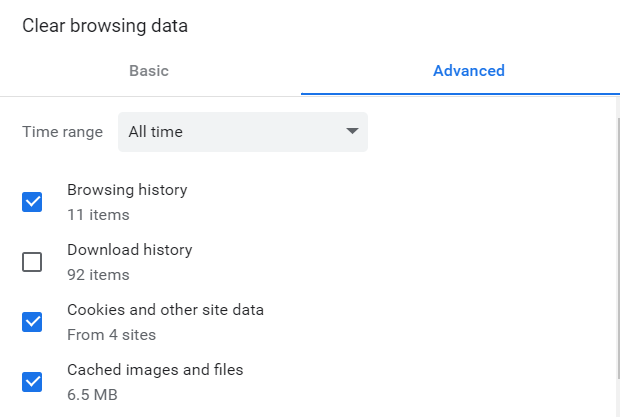 Clear browsing data
Basic Advanced
Time range All time
Browsing history
11 items
Download history
92 items
Cookies and other site data
From 4 sites
Cached images and files
6.5 MB